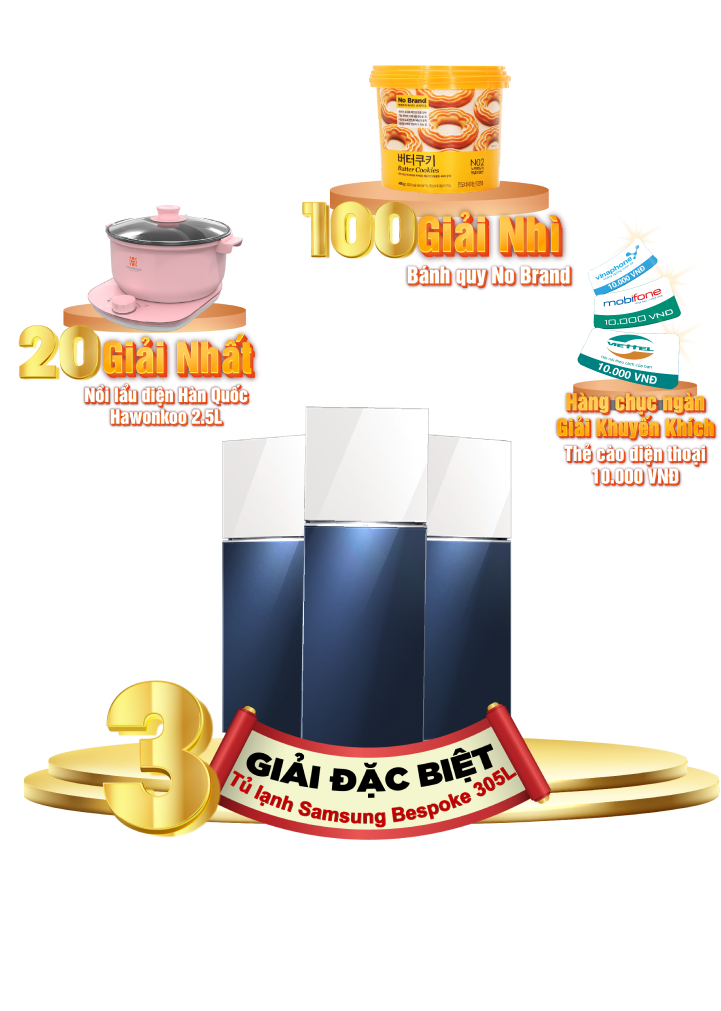 No Brand
버터쿠키
Butter Cookies
N02
100 Giải Nhì
Bánh quy No Brand
vinaphone
10.000 VNĐ
mobifone
10.000 VNĐ
VIETTEL
10.000 VNĐ
20 Giải Nhất
Nồi lẩu điện Hàn Quốc
Hawonkoo 2.5L
Hàng chục ngàn
Giải Khuyến Khích
Thẻ cào điện thoại
10.000 VNĐ
3
GIẢI ĐẶC BIỆT
Tủ lạnh Samsung Bespoke 305L